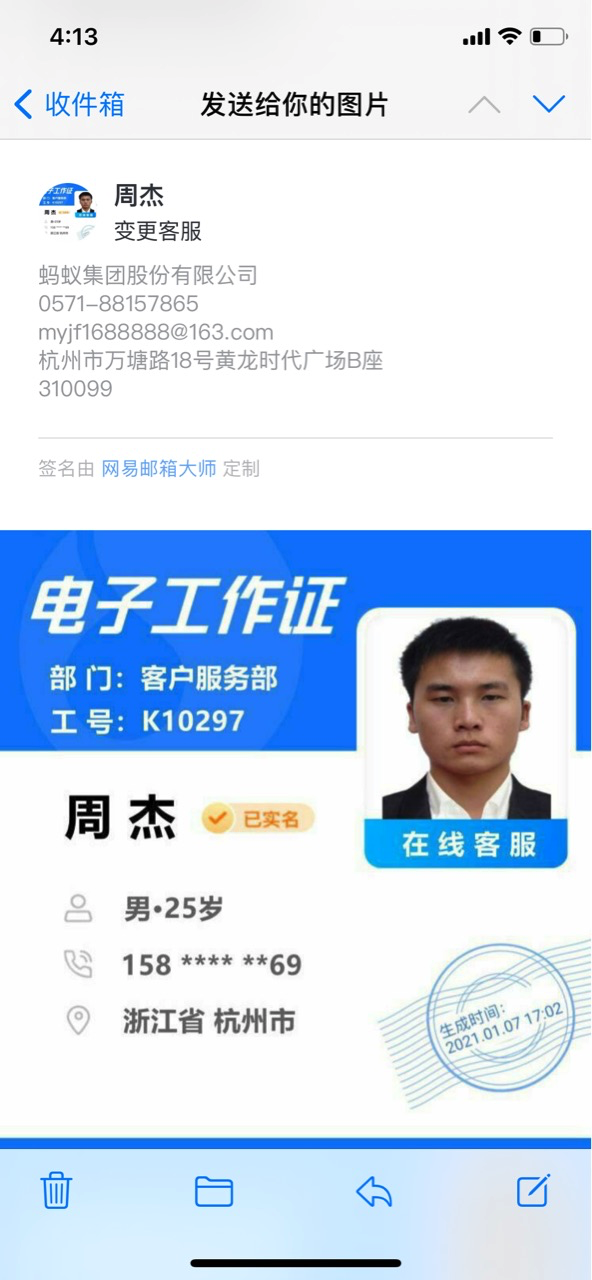 4:13
收件箱
发送给你的图片
周杰
变更客服
蚂蚁集团股份有限公司
0571-88157865
myjf1688888@163.com
杭州市万塘路18号黄龙时代广场B座
310099
签名由 网易邮箱大师 定制
电子工作证
部 门：客户服务部
工 号：K10297
周 杰
已实名
在线客服
男·25岁
158 **** **69
浙江省 杭州市
生成时间：
2021.01.07 17:02